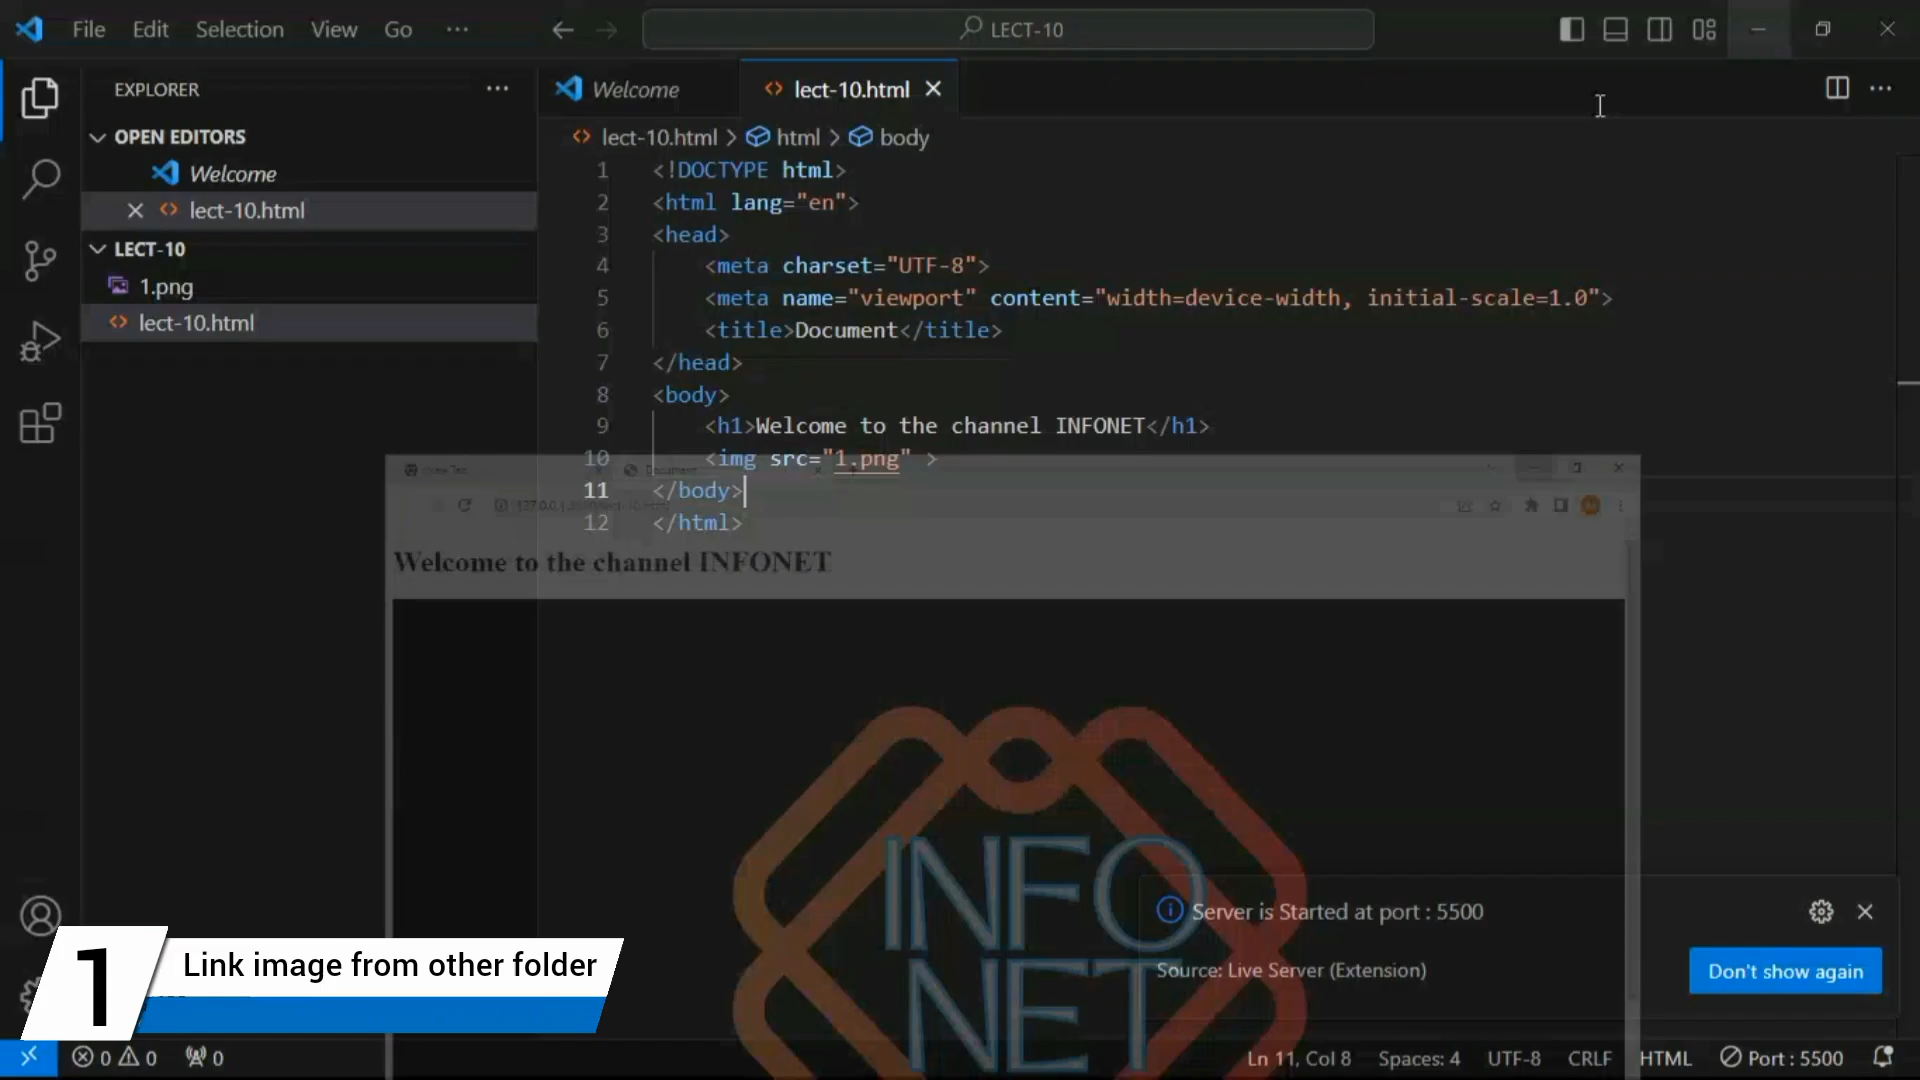 File Edit Selection View Go ···
LECT-10
EXPLORER
OPEN EDITORS
Welcome
lect-10.html
LECT-10
1.png
lect-10.html
Welcome
lect-10.html
lect-10.html > html > body
1 <!DOCTYPE html>
2 <html lang="en">
3 <head>
4 <meta charset="UTF-8">
5 <meta name="viewport" content="width=device-width, initial-scale=1.0">
6 <title>Document</title>
7 </head>
8 <body>
9 <h1>Welcome to the channel INFONET</h1>
10 <img src="1.png" >
11 </body>
12 </html>
New Tab
Document
Welcome to the channel INFONET
INFO
NET
Server is Started at port : 5500
Source: Live Server (Extension)
Don't show again
1
Link image from other folder
0 0 0
Ln 11, Col 8 Spaces: 4 UTF-8 CRLF HTML Port : 5500